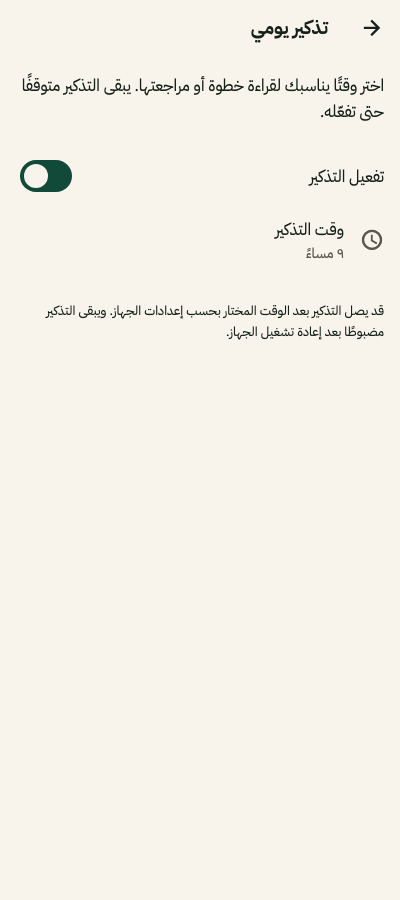 تذكير يومي
اختر وقتًا يناسبك لقراءة خطوة أو مراجعتها. يبقى التذكير متوقفًا
حتى تفعّله.
تفعيل التذكير
وقت التذكير
٩ مساءً
قد يصل التذكير بعد الوقت المختار بحسب إعدادات الجهاز. ويبقى التذكير
مضبوطًا بعد إعادة تشغيل الجهاز.